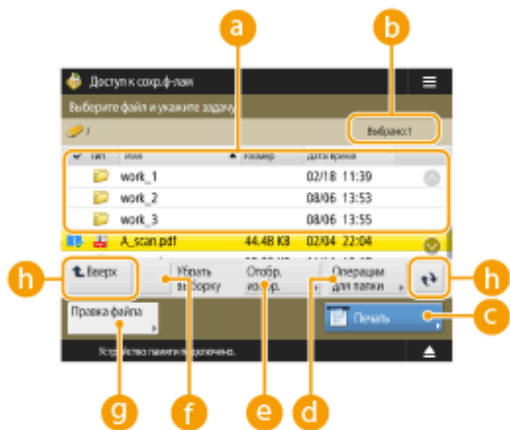 a
b
Доступ к сохр.ф-лам
Выберите файл и укажите задачу
/
Выбрано:1
Тип Имя Размер Дата/время
work_1 02/18 11:39
work_2 08/06 13:53
work_3 08/06 13:55
A_scan.pdf 44.48 KB 02/04 22:04
h
Вверх
Убрать
выборку
Отобр.
изобр.
Операции
для папки
h
Правка файла
Печать
c
Устройство памяти подключено.
g
f
e
d